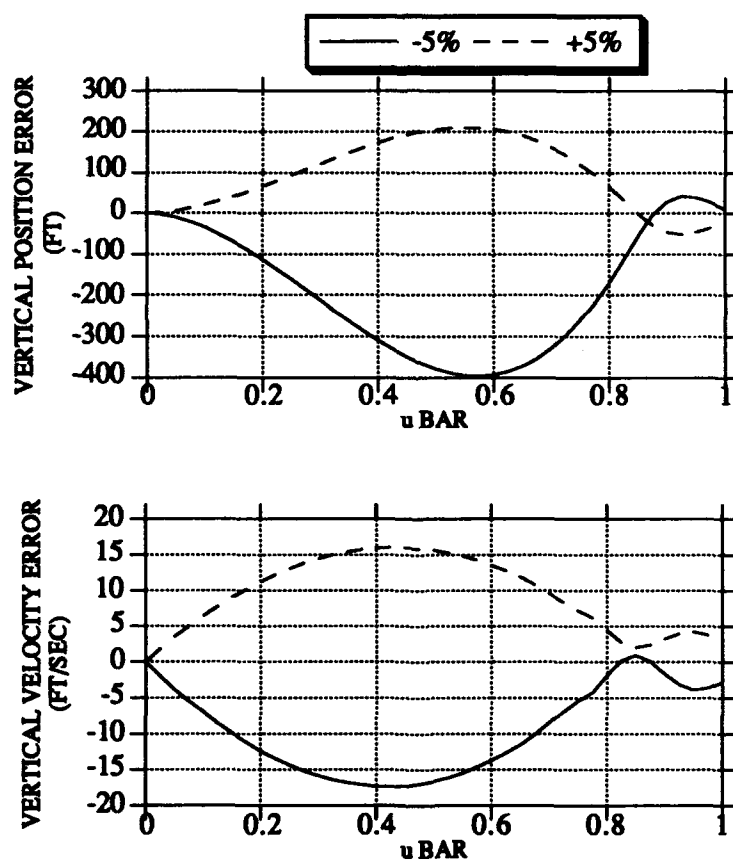 -5% +5%
VERTICAL POSITION ERROR
(FT)
300
200
100
0
-100
-200
-300
-400
0 0.2 0.4 0.6 0.8 1
u BAR
VERTICAL VELOCITY ERROR
(FT/SEC)
20
15
10
5
0
-5
-10
-15
-20
0 0.2 0.4 0.6 0.8 1
u BAR